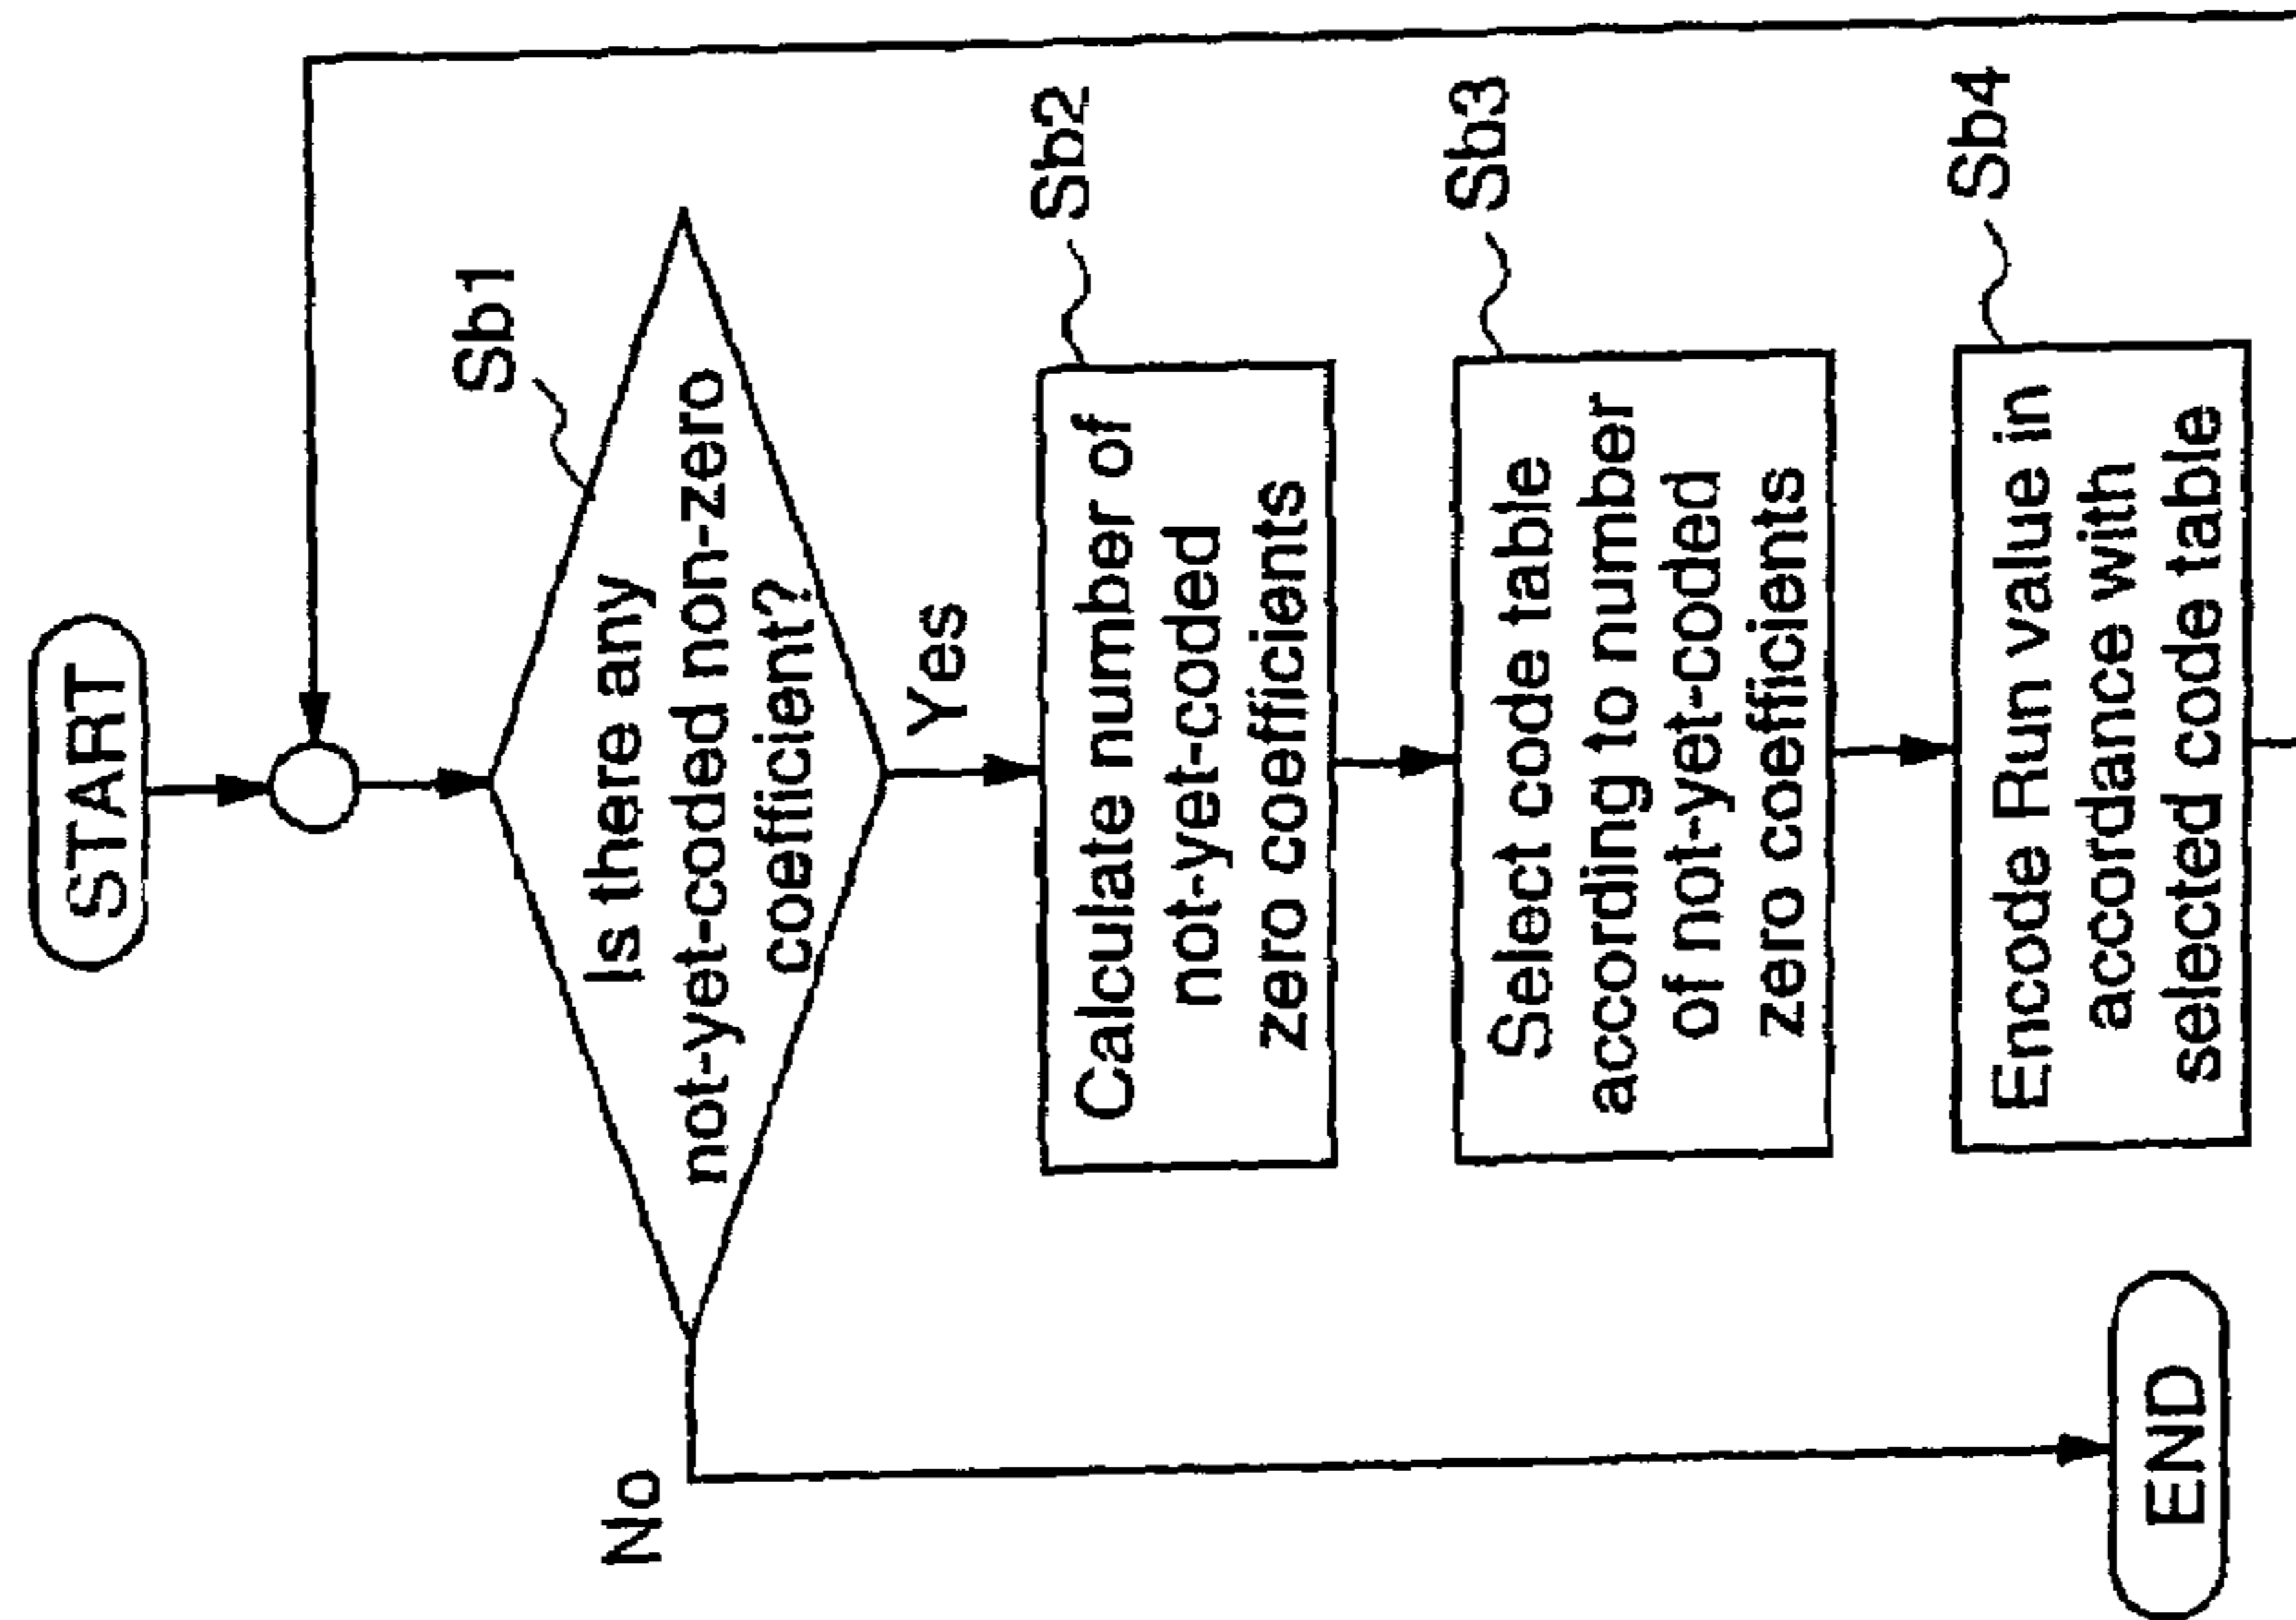 START
Sb1
Is there any
not-yet-coded non-zero
coefficient?
No
Yes
Sb2
Calculate number of
not-yet-coded
zero coefficients
Sb3
Select code table
according to number
of not-yet-coded
zero coefficients
Sb4
Encode Run value in
accordance with
selected code table
END